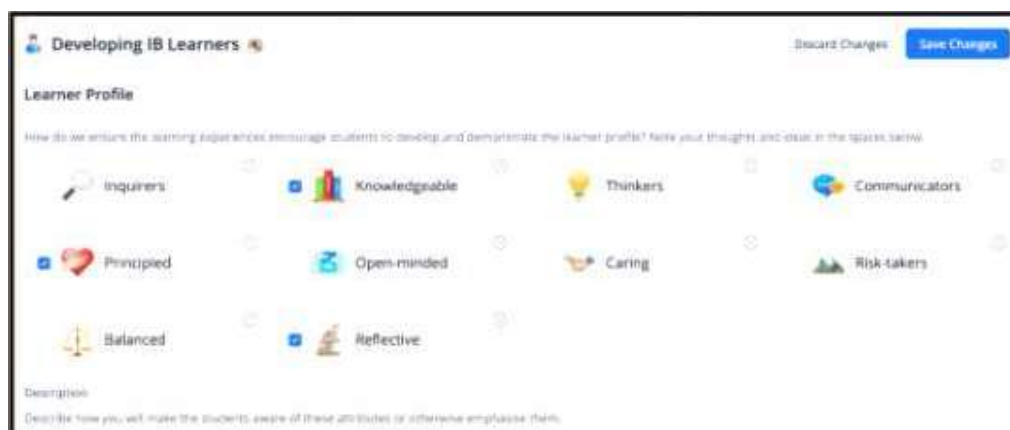 Developing IB Learners
Discard Changes
Save Changes
Learner Profile
How do we ensure the learning experiences encourage students to develop and demonstrate the learner profile? Note your thoughts and ideas in the spaces below.
Inquirers
Knowledgeable
Thinkers
Communicators
Principled
Open-minded
Caring
Risk-takers
Balanced
Reflective
Description
Describe how you will make the students aware of these attributes or otherwise emphasise them.